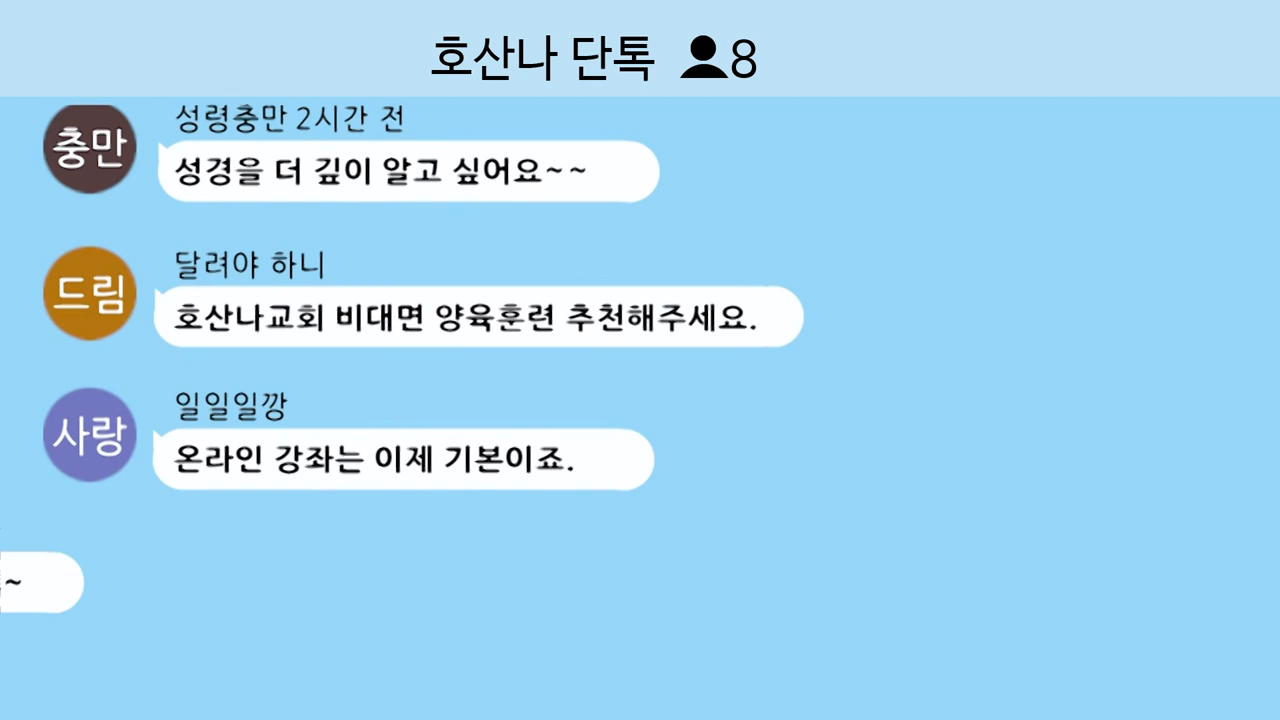 호산나 단톡 8
충만
성령충만 2시간 전
성경을 더 깊이 알고 싶어요~~
드림
달려야 하니
호산나교회 비대면 양육훈련 추천해주세요.
사랑
일일일깡
온라인 강좌는 이제 기본이죠.
~